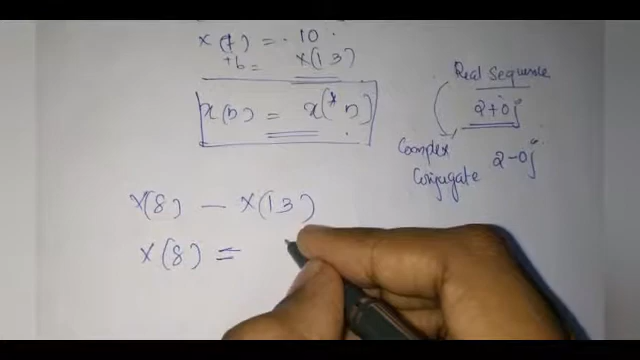 x(7) = -10
x(13)
x(n) = x(*n)
Real Sequence
2+0j
Complex
Conjugate
2-0j
x(8) — x(13)
x(8) =